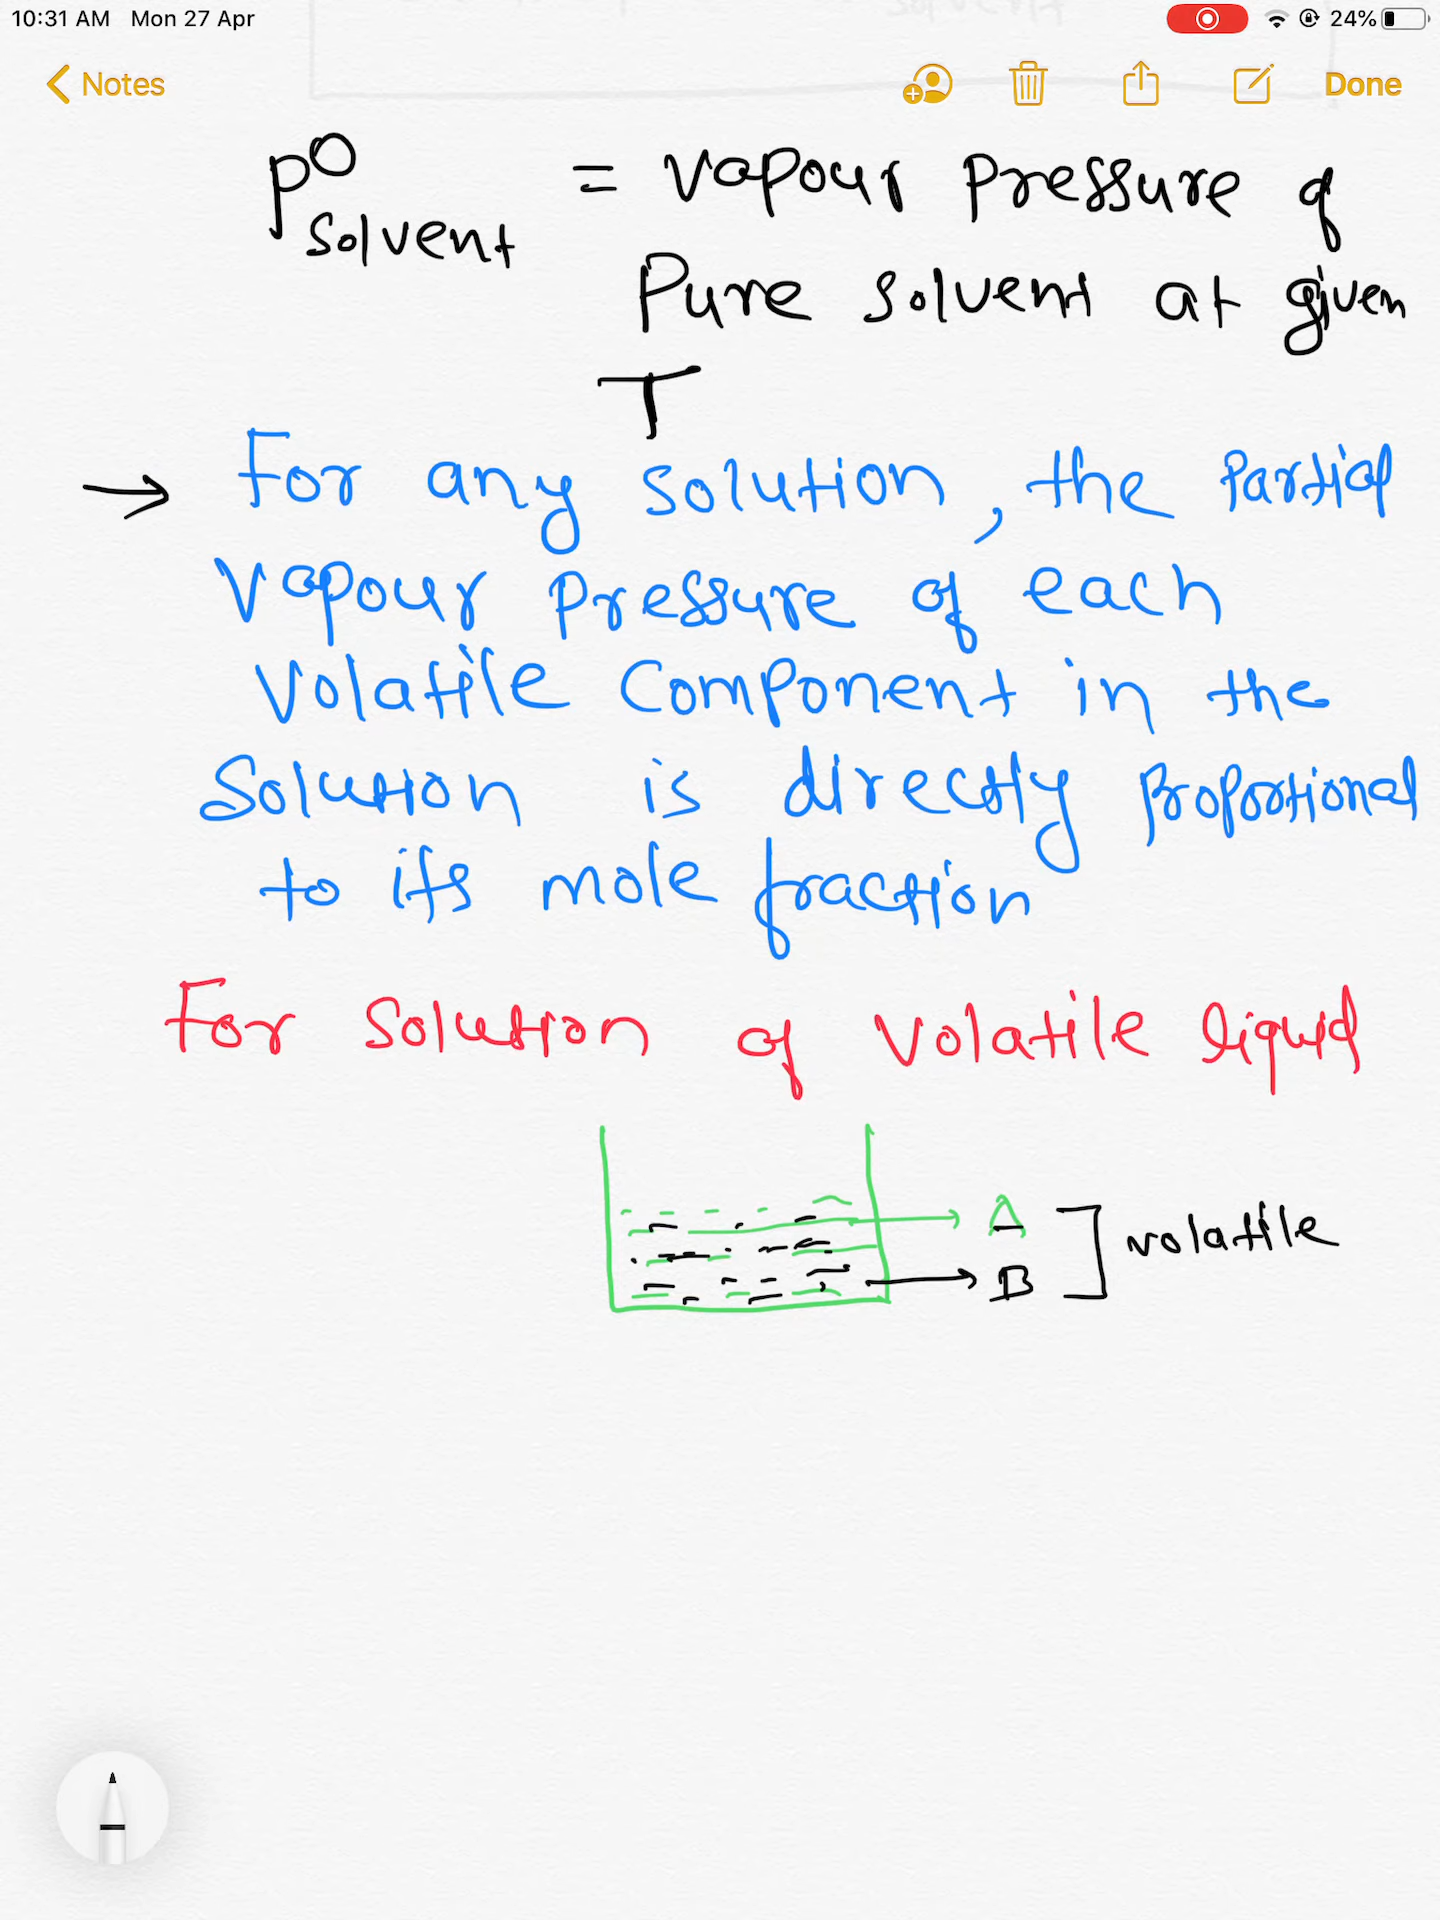 10:31 AM Mon 27 Apr 24%
Notes Done
P° solvent = vapour pressure of
Pure solvent at given
T
→ For any solution, the Partial
vapour pressure of each
volatile component in the
solution is directly proportional
to its mole fraction
For solution of volatile liquid
→ A
→ B ] volatile